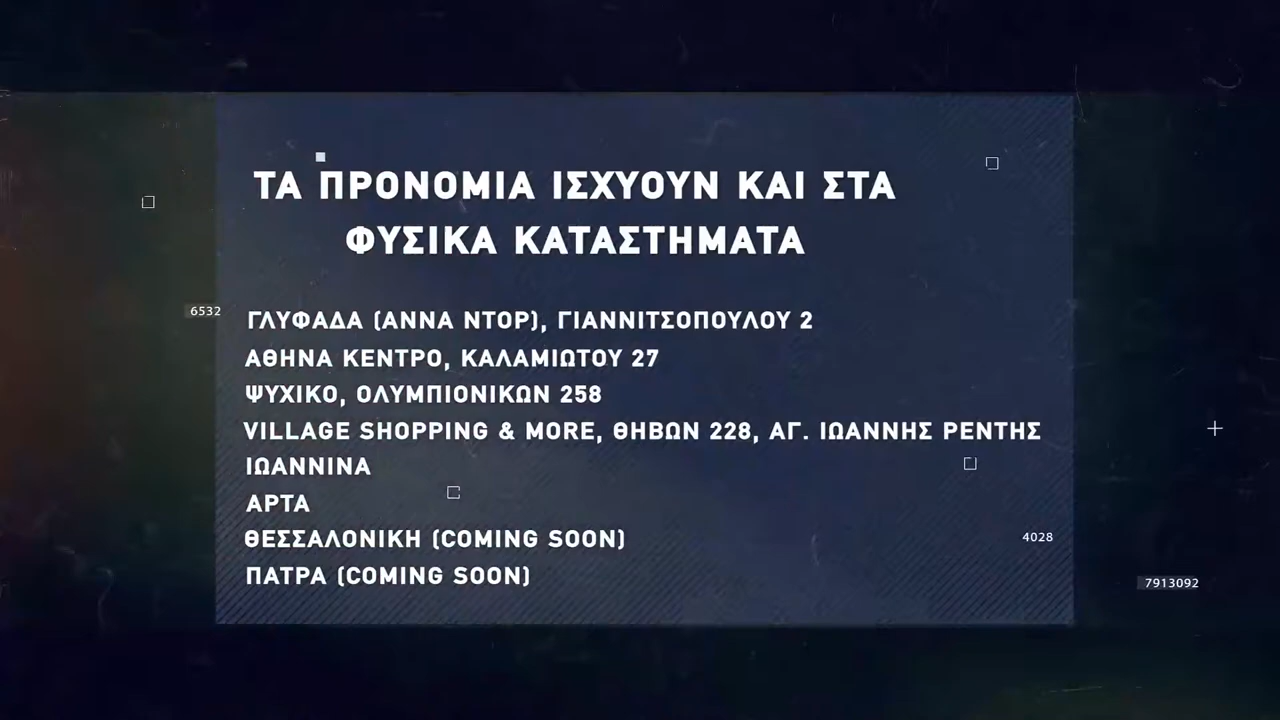 ΤΑ ΠΡΟΝΟΜΙΑ ΙΣΧΥΟΥΝ ΚΑΙ ΣΤΑ
ΦΥΣΙΚΑ ΚΑΤΑΣΤΗΜΑΤΑ
6532
ΓΛΥΦΑΔΑ (ΑΝΝΑ ΝΤΟΡ), ΓΙΑΝΝΙΤΣΟΠΟΥΛΟΥ 2
ΑΘΗΝΑ ΚΕΝΤΡΟ, ΚΑΛΑΜΙΩΤΟΥ 27
ΨΥΧΙΚΟ, ΟΛΥΜΠΙΟΝΙΚΩΝ 258
VILLAGE SHOPPING & MORE, ΘΗΒΩΝ 228, ΑΓ. ΙΩΑΝΝΗΣ ΡΕΝΤΗΣ
ΙΩΑΝΝΙΝΑ
ΑΡΤΑ
ΘΕΣΣΑΛΟΝΙΚΗ (COMING SOON)
4028
ΠΑΤΡΑ (COMING SOON)
7913092